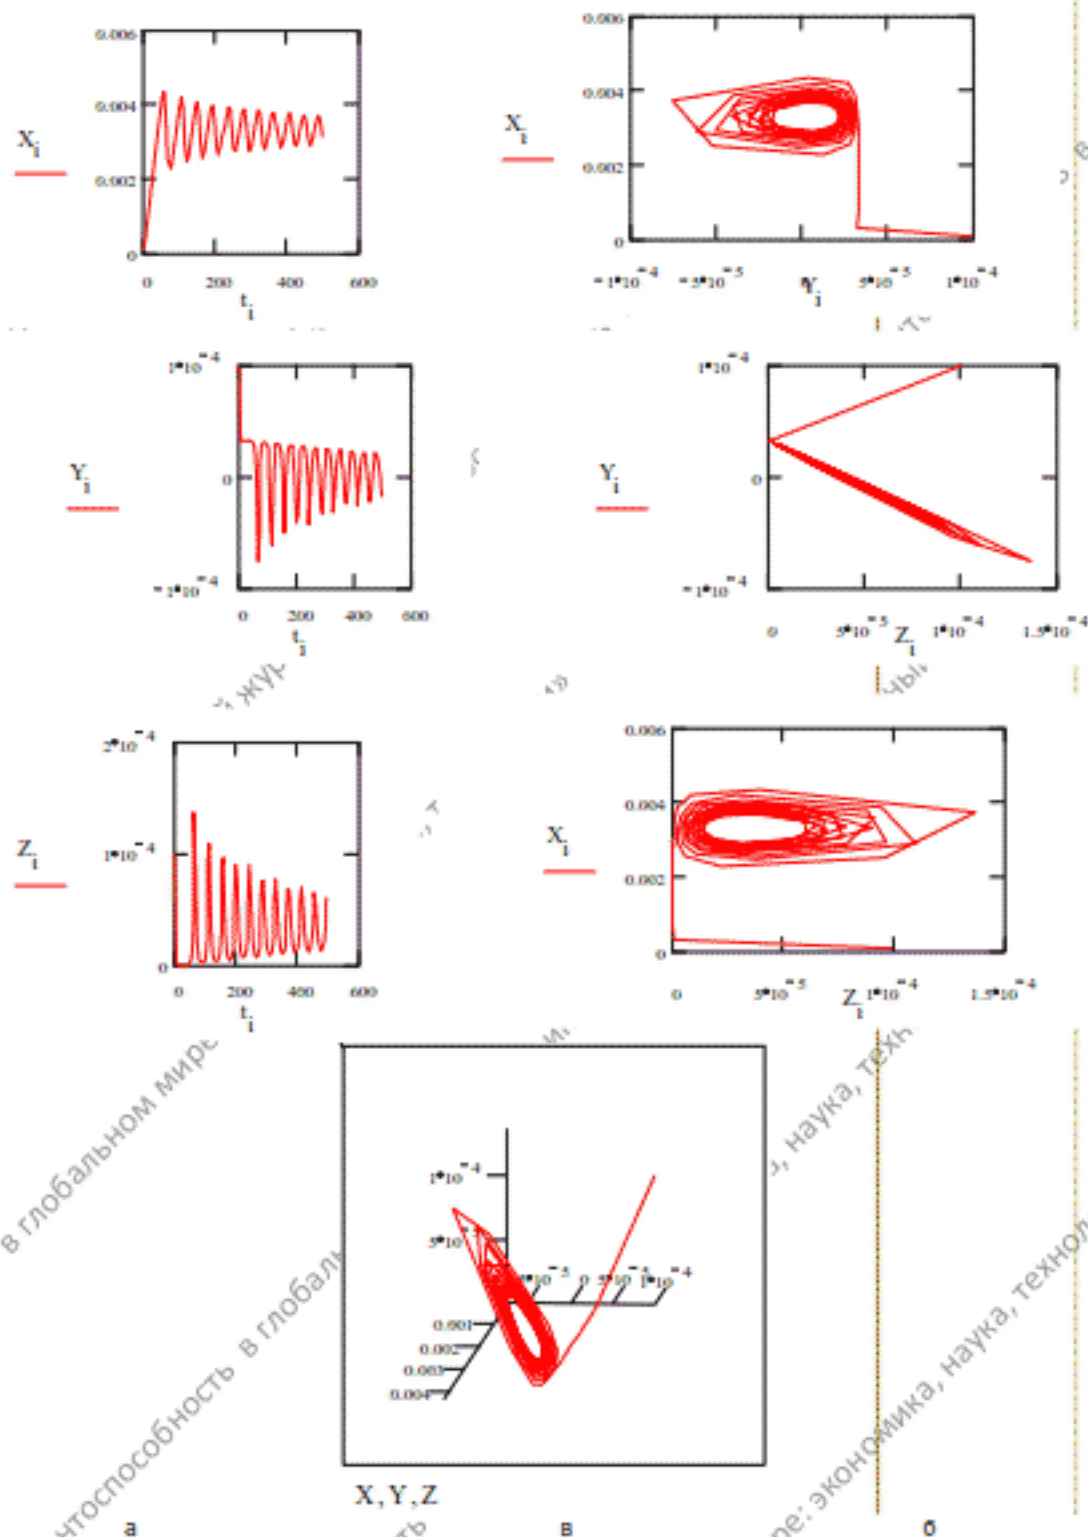 0.006
0.004
X i
0.002
0
0 200 400 600
t i
0.006
0.004
X i
0.002
0
−1•10 −4 −5•10 −5 Y i 5•10 −5 1•10 −4
1•10 −4
Y i
0
−1•10 −4
0 200 400 600
t i
1•10 −4
Y i
0
−1•10 −4
0 5•10 −5 Z i 1•10 −4 1.5•10 −4
2•10 −4
Z i
1•10 −4
0
0 200 400 600
t i
0.006
0.004
X i
0.002
0
0 5•10 −5 Z i 1•10 −4 1.5•10 −4
1•10 −4
0 5•10 −5 1•10 −4
0.001
0.002
0.003
0.004
X, Y, Z
а в б
в глобальном мире
нтоспособность в глобаль
, наука, техн
ре: экономика, наука, технол
й жур